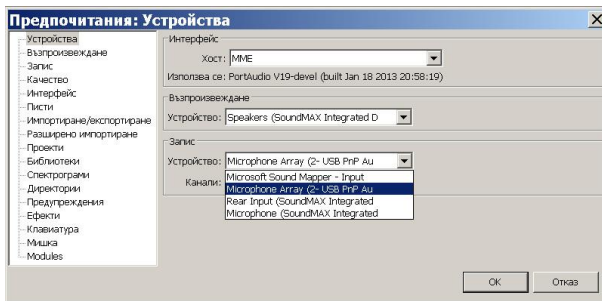 Предпочитания: Устройства
Устройства
Възпроизвеждане
Запис
Качество
Интерфейс
Писти
Импортиране/експортиране
Разширено импортиране
Проекти
Библиотеки
Спектрограми
Директории
Предупреждения
Ефекти
Клавиатура
Мишка
Modules
Интерфейс
Хост: MME
Използва се: PortAudio V19-devel (built Jan 18 2013 20:58:19)
Възпроизвеждане
Устройство: Speakers (SoundMAX Integrated D
Запис
Устройство: Microphone Array (2- USB PnP Au
Канали:
Microsoft Sound Mapper - Input
Microphone Array (2- USB PnP Au
Rear Input (SoundMAX Integrated
Microphone (SoundMAX Integrated
OK
Отказ